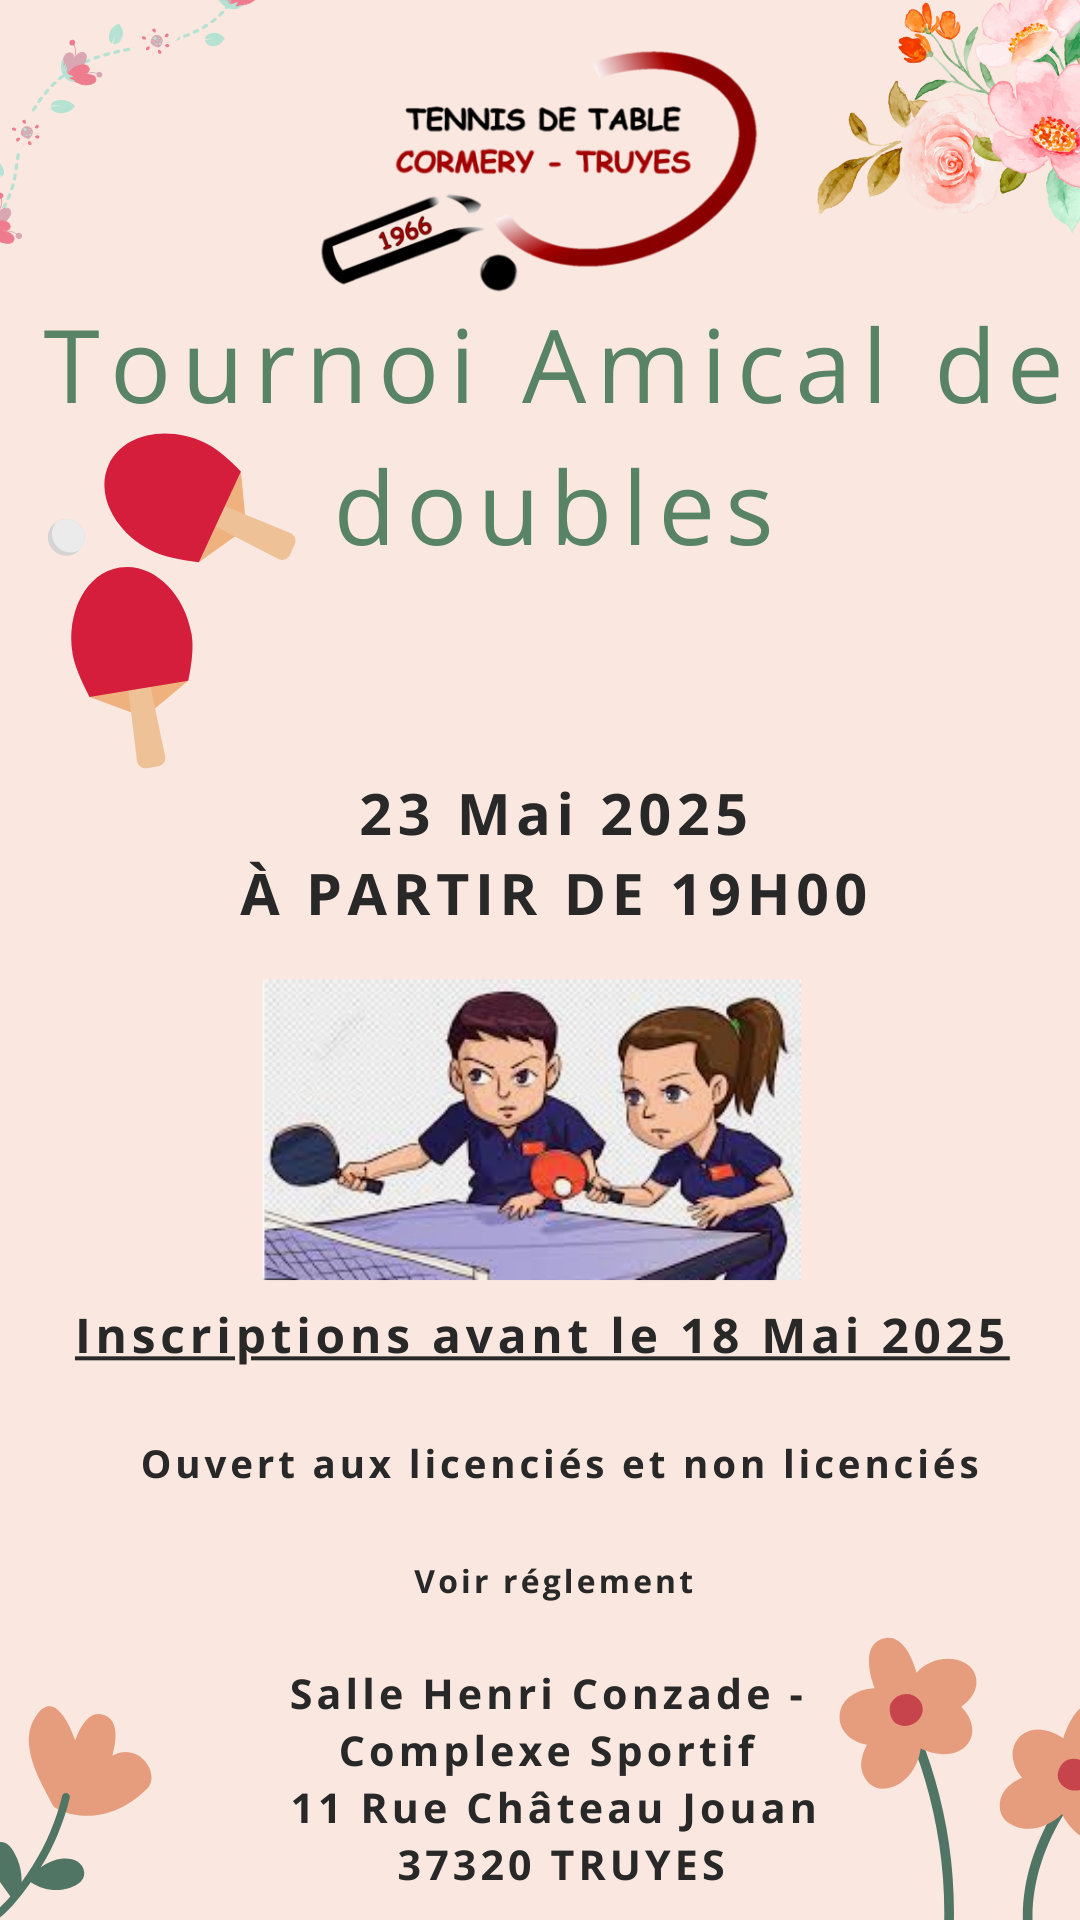 TENNIS DE TABLE
CORMERY - TRUYES
1966
Tournoi Amical de
doubles
23 Mai 2025
À PARTIR DE 19H00
Inscriptions avant le 18 Mai 2025
Ouvert aux licenciés et non licenciés
Voir réglement
Salle Henri Conzade -
Complexe Sportif
11 Rue Château Jouan
37320 TRUYES